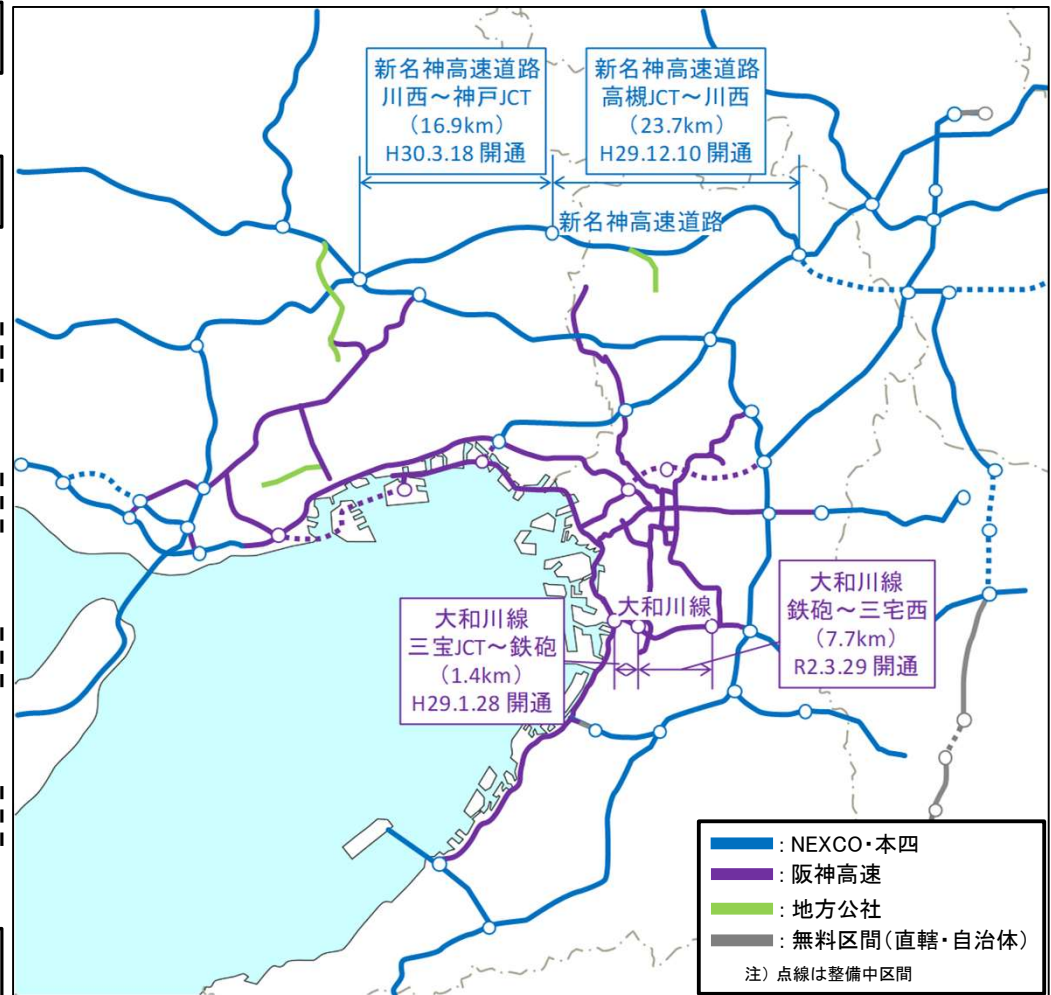 新名神高速道路
川西～神戸JCT
（16.9km）
H30.3.18 開通
新名神高速道路
高槻JCT～川西
（23.7km）
H29.12.10 開通
新名神高速道路
大和川線
三宝JCT～鉄砲
（1.4km）
H29.1.28 開通
大和川線
大和川線
鉄砲～三宅西
（7.7km）
R2.3.29 開通
：NEXCO・本四
：阪神高速
：地方公社
：無料区間（直轄・自治体）
注）点線は整備中区間